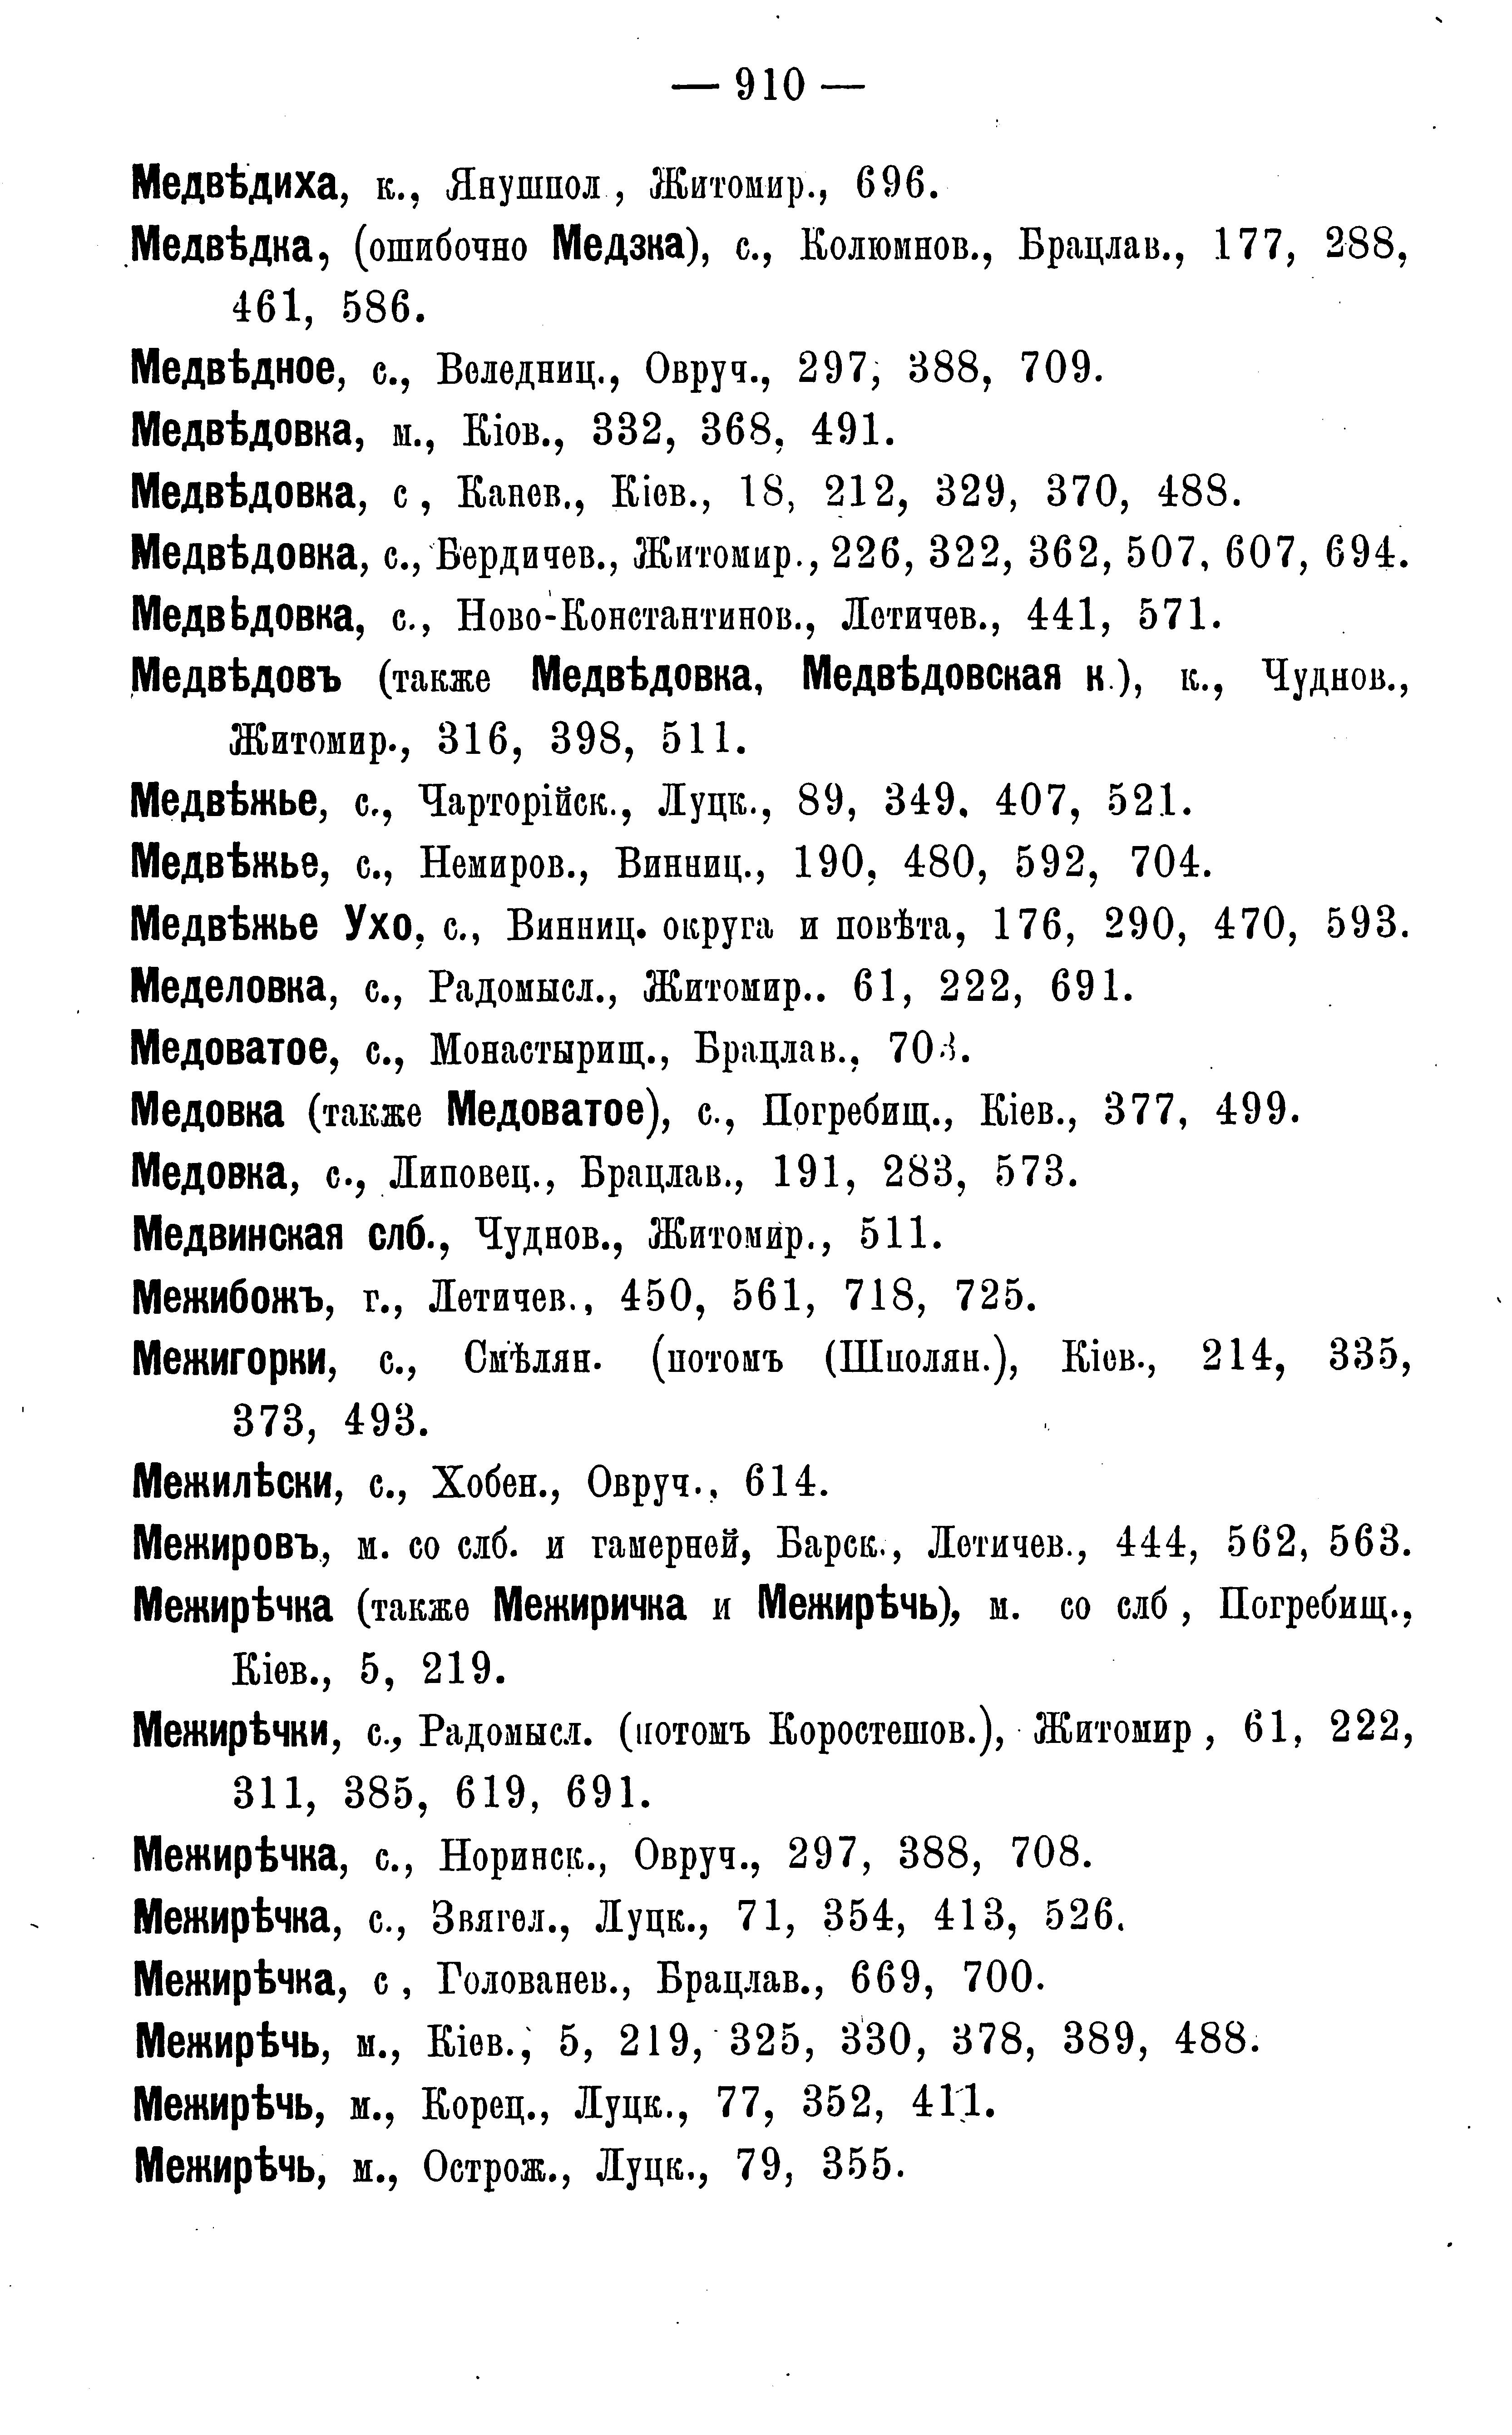 — 910 —
Медвѣдиха, к., Янушпол , Житомир., 696.
Медвѣдка, (ошибочно Медзка), с., Колюмнов., Брацлав., 177, 288,
461, 586.
Медвѣдное, с., Веледниц., Овруч., 297, 388, 709.
Медвѣдовка, м., Кіев., 332, 368, 491.
Медвѣдовка, с , Канев., Кіев., 18, 212, 329, 370, 488.
Медвѣдовка, с., Бердичев., Житомир., 226, 322, 362, 507, 607, 694.
Медвѣдовка, с., Ново-Константинов., Летичев., 441, 571.
Медвѣдовъ (также Медвѣдовка, Медвѣдовская к.), к., Чуднов.,
Житомир., 316, 398, 511.
Медвѣжье, с., Чарторійск., Луцк., 89, 349, 407, 521.
Медвѣжье, с., Немиров., Винниц., 190, 480, 592, 704.
Медвѣжье Ухо, с., Винниц. округа и повѣта, 176, 290, 470, 593.
Меделовка, с., Радомысл., Житомир.. 61, 222, 691.
Медоватое, с., Монастырищ., Брацлав., 703.
Медовка (также Медоватое), с., Погребищ., Кіев., 377, 499.
Медовка, с., Липовец., Брацлав., 191, 283, 573.
Медвинская слб., Чуднов., Житомир., 511.
Межибожъ, г., Летичев., 450, 561, 718, 725.
Межигорки, с., Смѣлян. (потомъ (Шполян.), Кіев., 214, 335,
373, 493.
Межилѣски, с., Хобен., Овруч., 614.
Межировъ, м. со слб. и гамерней, Барск., Летичев., 444, 562, 563.
Межирѣчка (также Межиричка и Межирѣчь), м. со слб , Погребищ.,
Кіев., 5, 219.
Межирѣчки, с., Радомысл. (потомъ Коростешов.), Житомир , 61, 222,
311, 385, 619, 691.
Межирѣчка, с., Норинск., Овруч., 297, 388, 708.
Межирѣчка, с., Звягел., Луцк., 71, 354, 413, 526.
Межирѣчка, с , Голованев., Брацлав., 669, 700.
Межирѣчь, м., Кіев., 5, 219, 325, 330, 378, 389, 488.
Межирѣчь, м., Корец., Луцк., 77, 352, 411.
Межирѣчь, м., Острож., Луцк., 79, 355.